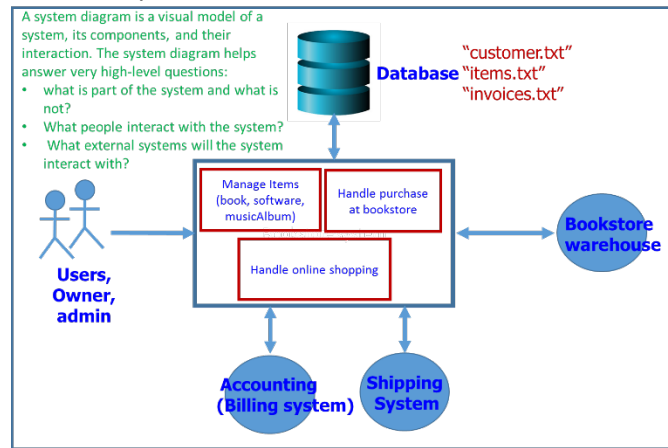 A system diagram is a visual model of a
system, its components, and their
interaction. The system diagram helps
answer very high-level questions:
• what is part of the system and what is
not?
• What people interact with the system?
• What external systems will the system
interact with?
Database
“customer.txt”
“items.txt”
“invoices.txt”
Manage Items
(book, software,
musicAlbum)
Handle purchase
at bookstore
Handle online shopping
Users,
Owner,
admin
Bookstore
warehouse
Accounting
(Billing system)
Shipping
System